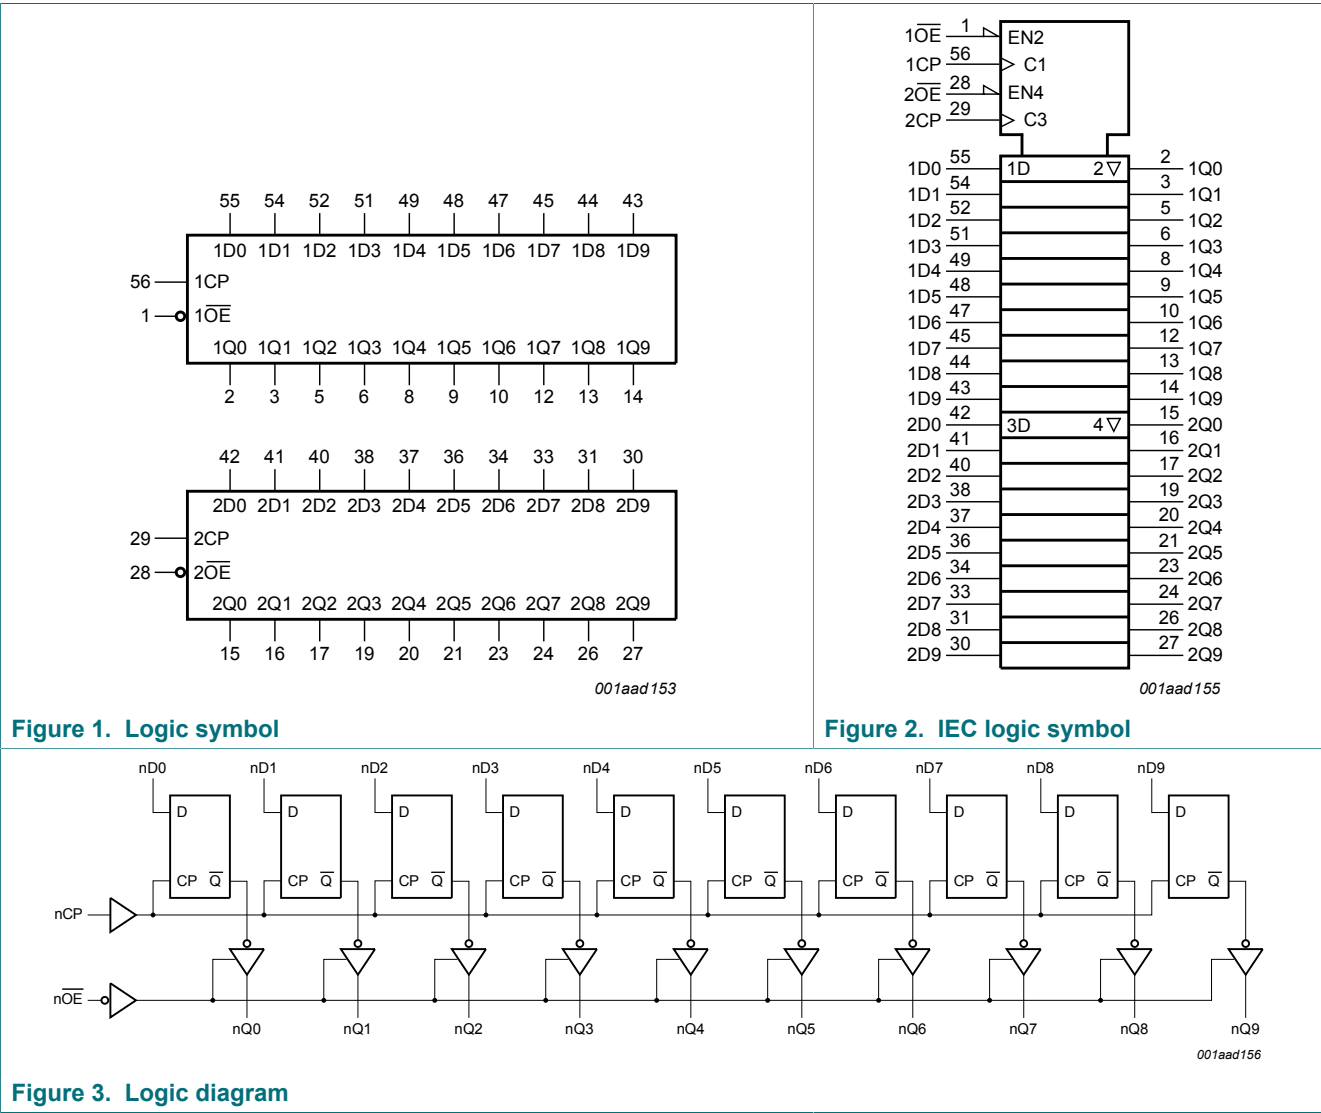 55 54 52 51 49 48 47 45 44 43
1D0 1D1 1D2 1D3 1D4 1D5 1D6 1D7 1D8 1D9
56 1CP
1 1O̅E̅
1Q0 1Q1 1Q2 1Q3 1Q4 1Q5 1Q6 1Q7 1Q8 1Q9
2 3 5 6 8 9 10 12 13 14
42 41 40 38 37 36 34 33 31 30
2D0 2D1 2D2 2D3 2D4 2D5 2D6 2D7 2D8 2D9
29 2CP
28 2O̅E̅
2Q0 2Q1 2Q2 2Q3 2Q4 2Q5 2Q6 2Q7 2Q8 2Q9
15 16 17 19 20 21 23 24 26 27
001aad153
Figure 1. Logic symbol
1O̅E̅ 1 EN2
1CP 56 C1
2O̅E̅ 28 EN4
2CP 29 C3
1D0 55 1D 2▽ 2 1Q0
1D1 54 3 1Q1
1D2 52 5 1Q2
1D3 51 6 1Q3
1D4 49 8 1Q4
1D5 48 9 1Q5
1D6 47 10 1Q6
1D7 45 12 1Q7
1D8 44 13 1Q8
1D9 43 14 1Q9
2D0 42 3D 4▽ 15 2Q0
2D1 41 16 2Q1
2D2 40 17 2Q2
2D3 38 19 2Q3
2D4 37 20 2Q4
2D5 36 21 2Q5
2D6 34 23 2Q6
2D7 33 24 2Q7
2D8 31 26 2Q8
2D9 30 27 2Q9
001aad155
Figure 2. IEC logic symbol
nD0 nD1 nD2 nD3 nD4 nD5 nD6 nD7 nD8 nD9
D D D D D D D D D D
CP Q̅ CP Q̅ CP Q̅ CP Q̅ CP Q̅ CP Q̅ CP Q̅ CP Q̅ CP Q̅ CP Q̅
nCP
nO̅E̅
nQ0 nQ1 nQ2 nQ3 nQ4 nQ5 nQ6 nQ7 nQ8 nQ9
001aad156
Figure 3. Logic diagram